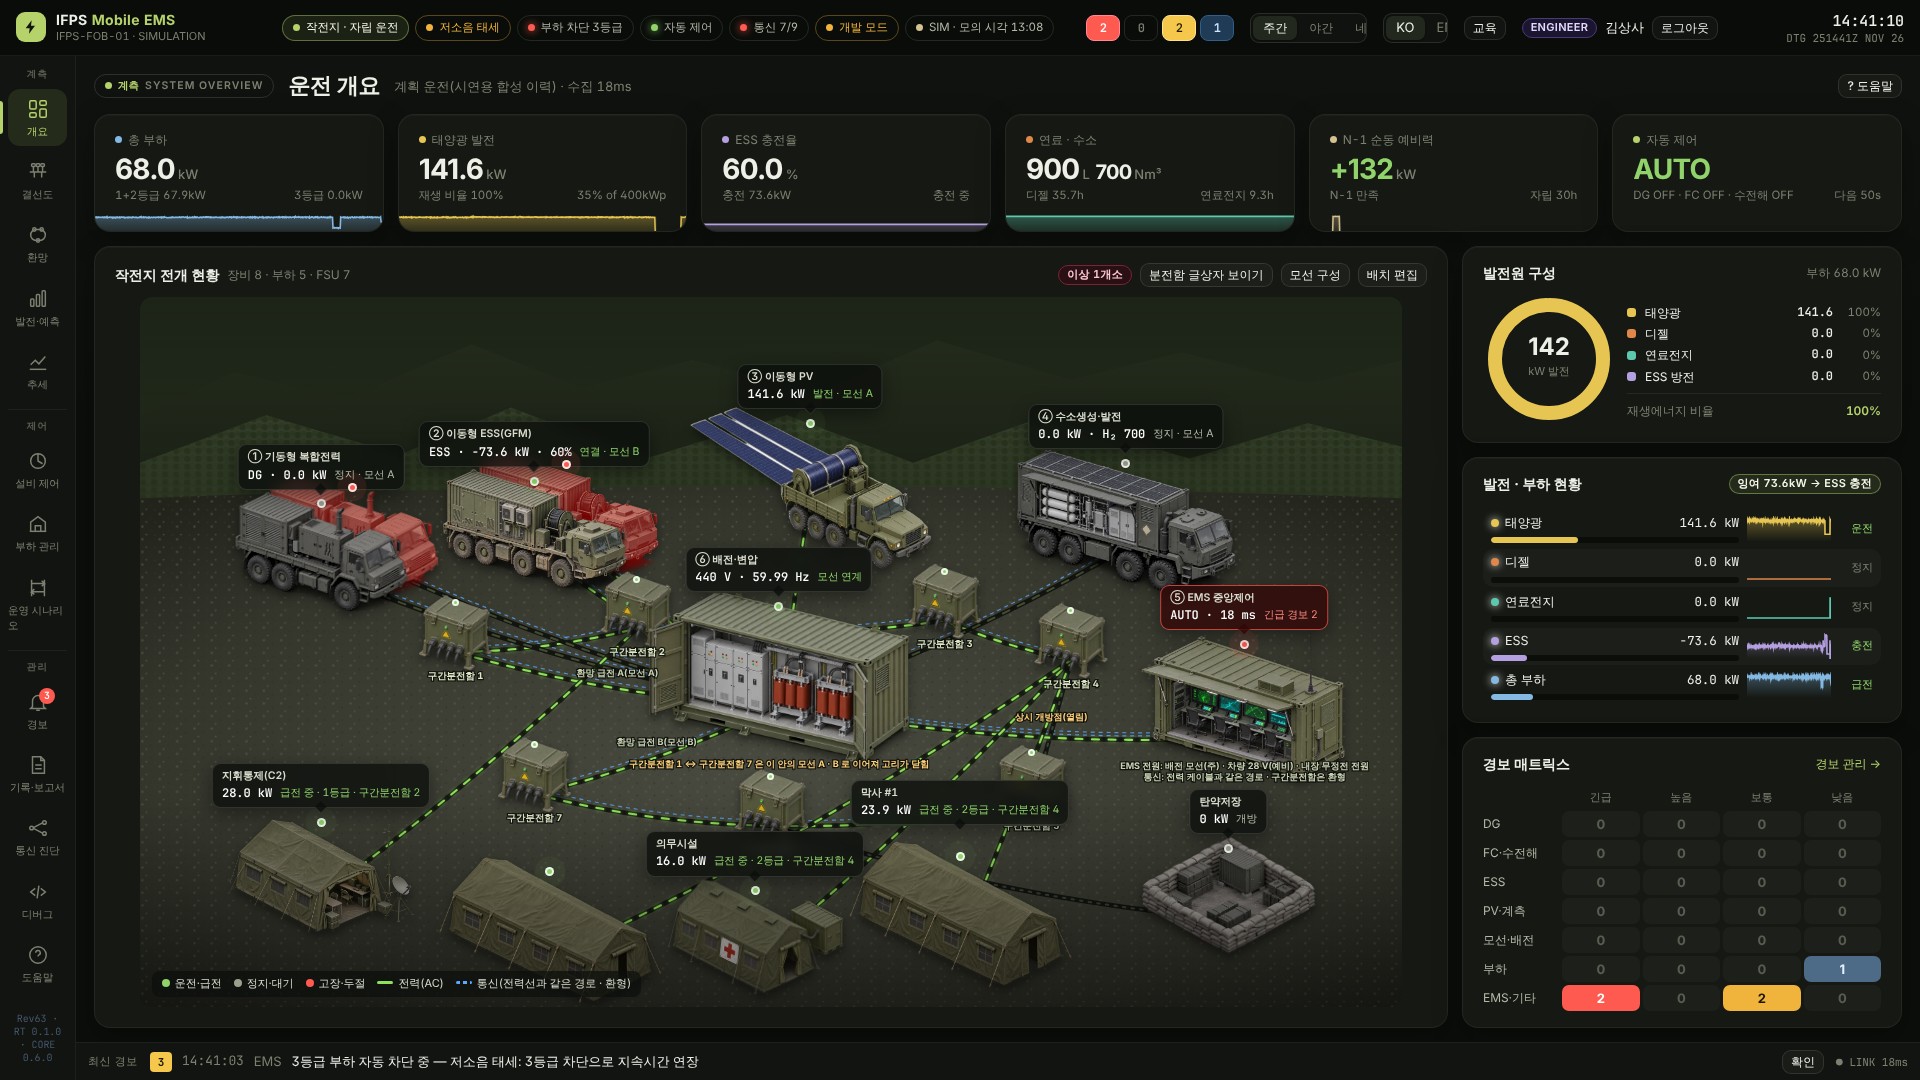 IFPS Mobile EMS
IFPS-FOB-01 · SIMULATION
작전지 · 자립 운전
저소음 태세
부하 차단 3등급
자동 제어
통신 7/9
개발 모드
SIM · 모의 시각 13:08
2
0
2
1
주간
야간
KO
교육
ENGINEER 김상사
로그아웃
14:41:10
DTG 251441Z NOV 26
계측
개요
결선도
환망
발전·예측
추세
제어
설비 제어
부하 관리
운영 시나리
오
관리
3
경보
기록·보고서
통신 진단
디버그
도움말
Rev63 ·
RT 0.1.0
· CORE
0.6.0
계측 SYSTEM OVERVIEW
운전 개요
계획 운전(시연용 합성 이력) · 수집 18ms
? 도움말
총 부하
68.0 kW
1+2등급 67.9kW
3등급 0.0kW
태양광 발전
141.6 kW
재생 비율 100%
35% of 400kWp
ESS 충전율
60.0 %
충전 73.6kW
충전 중
연료 · 수소
900 L 700 Nm³
디젤 35.7h
연료전지 9.3h
N-1 순동 예비력
+132 kW
N-1 만족
자립 30h
자동 제어
AUTO
DG OFF · FC OFF · 수전해 OFF
다음 50s
작전지 전개 현황 장비 8 · 부하 5 · FSU 7
이상 1개소
분전함 글상자 보이기
모선 구성
배치 편집
① 기동형 복합전력
DG · 0.0 kW 정지 · 모선 A
② 이동형 ESS(GFM)
ESS · -73.6 kW · 60% 연결 · 모선 B
③ 이동형 PV
141.6 kW 발전 · 모선 A
④ 수소생성·발전
0.0 kW · H₂ 700 정지 · 모선 A
⑥ 배전·변압
440 V · 59.99 Hz 모선 연계
⑤ EMS 중앙제어
AUTO · 18 ms 긴급 경보 2
구간분전함 1
구간분전함 2
구간분전함 3
구간분전함 4
환망 급전 A(모선 A)
상시 개방점(열림)
환망 급전 B(모선 B)
구간분전함 1 ↔ 구간분전함 7 은 이 안의 모선 A · B 로 이어져 고리가 닫힘
EMS 전원: 배전 모선(주) · 차량 28 V(예비) · 내장 무정전 전원
통신: 전력 케이블과 같은 경로 · 구간분전함은 환형
구간분전함 7
지휘통제(C2)
28.0 kW 급전 중 · 1등급 · 구간분전함 2
막사 #1
23.9 kW 급전 중 · 2등급 · 구간분전함 4
의무시설
16.0 kW 급전 중 · 2등급 · 구간분전함 4
탄약저장
0 kW 개방
운전·급전
정지·대기
고장·두절
전력(AC)
통신(전력선과 같은 경로 · 환형)
발전원 구성
부하 68.0 kW
142
kW 발전
태양광 141.6 100%
디젤 0.0 0%
연료전지 0.0 0%
ESS 방전 0.0 0%
재생에너지 비율 100%
발전 · 부하 현황
잉여 73.6kW → ESS 충전
태양광 141.6 kW 운전
디젤 0.0 kW 정지
연료전지 0.0 kW 정지
ESS -73.6 kW 충전
총 부하 68.0 kW 급전
경보 매트릭스
경보 관리 →
긴급 높음 보통 낮음
DG 0 0 0 0
FC·수전해 0 0 0 0
ESS 0 0 0 0
PV·계측 0 0 0 0
모선·배전 0 0 0 0
부하 0 0 0 1
EMS·기타 2 0 2 0
최신 경보 3 14:41:03 EMS 3등급 부하 자동 차단 중 — 저소음 태세: 3등급 차단으로 지속시간 연장
확인
LINK 18ms